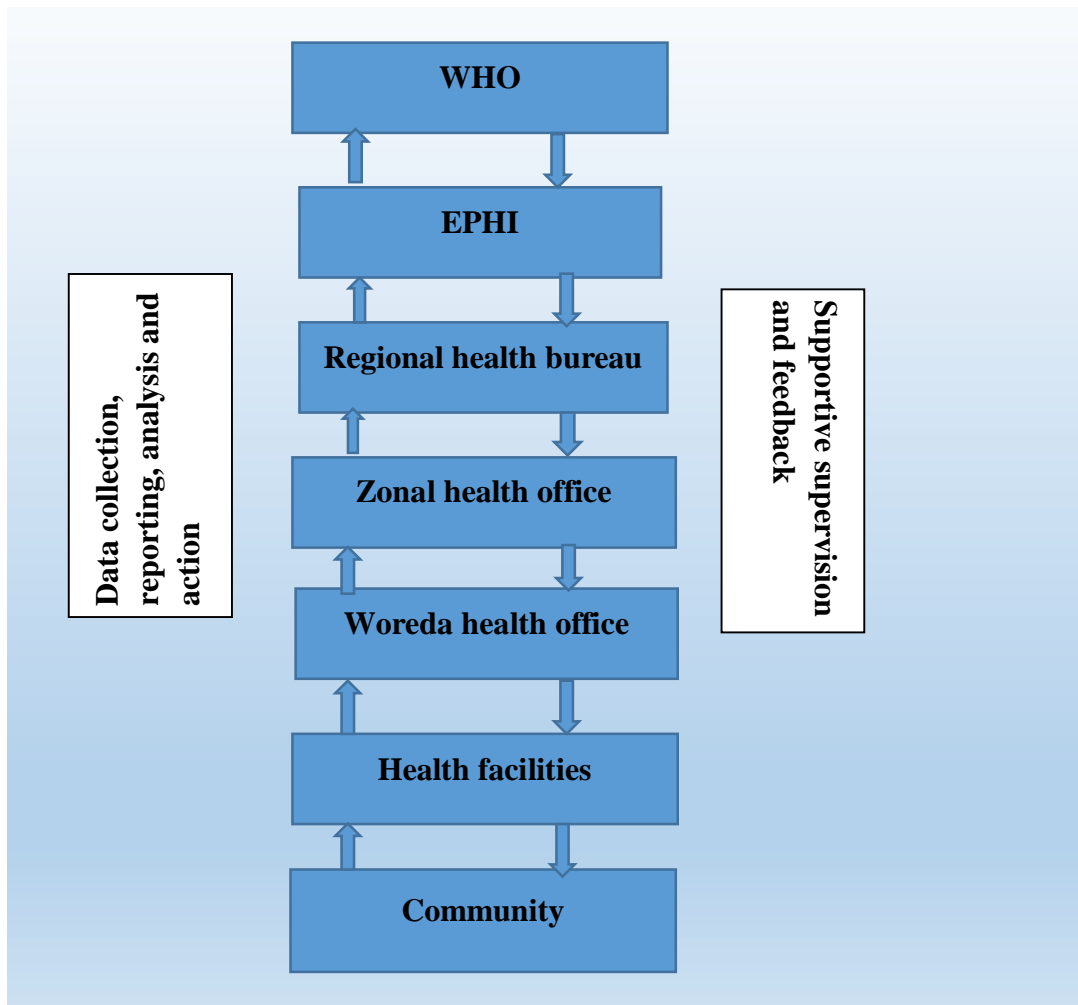 WHO
EPHI
Data collection,
reporting, analysis and
action
Supportive supervision
and feedback
Regional health bureau
Zonal health office
Woreda health office
Health facilities
Community